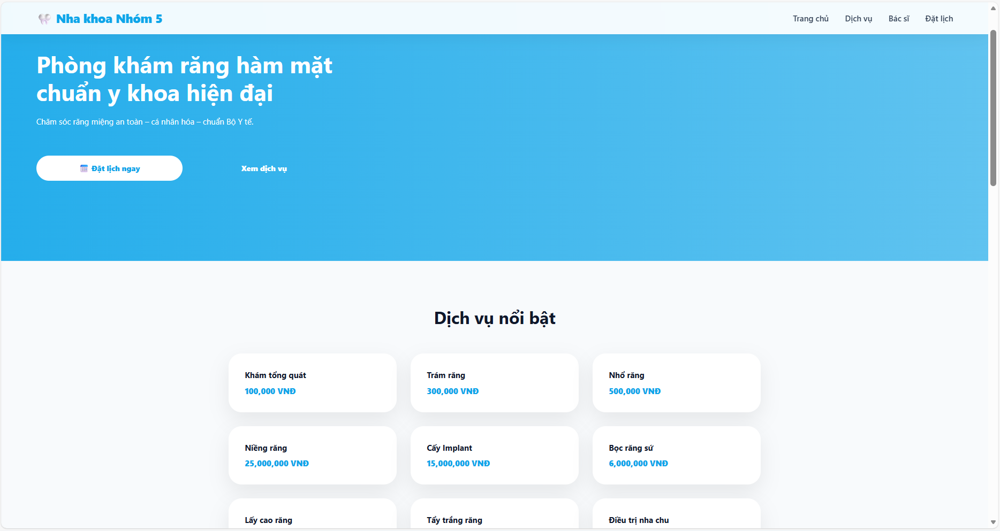 Nha khoa Nhóm 5
Trang chủ
Dịch vụ
Bác sĩ
Đặt lịch
Phòng khám răng hàm mặt
chuẩn y khoa hiện đại
Chăm sóc răng miệng an toàn – cá nhân hóa – chuẩn Bộ Y tế.
Đặt lịch ngay
Xem dịch vụ
Dịch vụ nổi bật
Khám tổng quát
100,000 VNĐ
Trám răng
300,000 VNĐ
Nhổ răng
500,000 VNĐ
Niềng răng
25,000,000 VNĐ
Cấy Implant
15,000,000 VNĐ
Bọc răng sứ
6,000,000 VNĐ
Lấy cao răng
Tẩy trắng răng
Điều trị nha chu